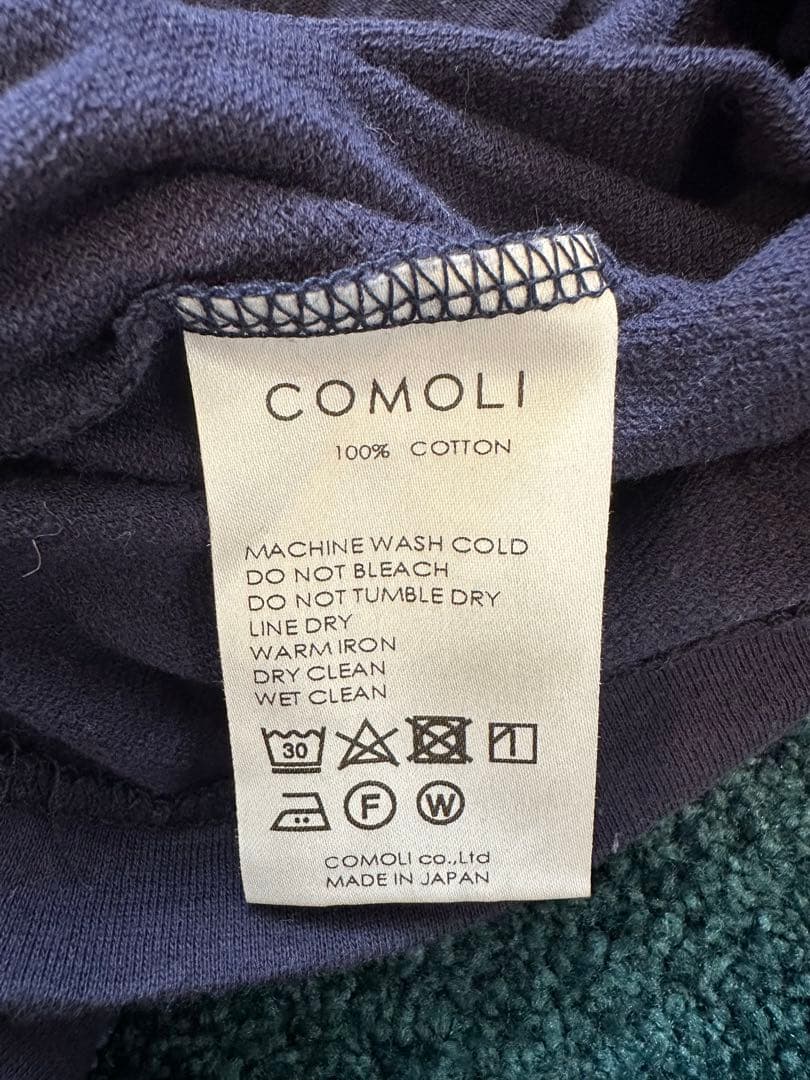 COMOLI
100% COTTON
MACHINE WASH COLD
DO NOT BLEACH
DO NOT TUMBLE DRY
LINE DRY
WARM IRON
DRY CLEAN
WET CLEAN
30
F W
COMOLI co.,Ltd
MADE IN JAPAN